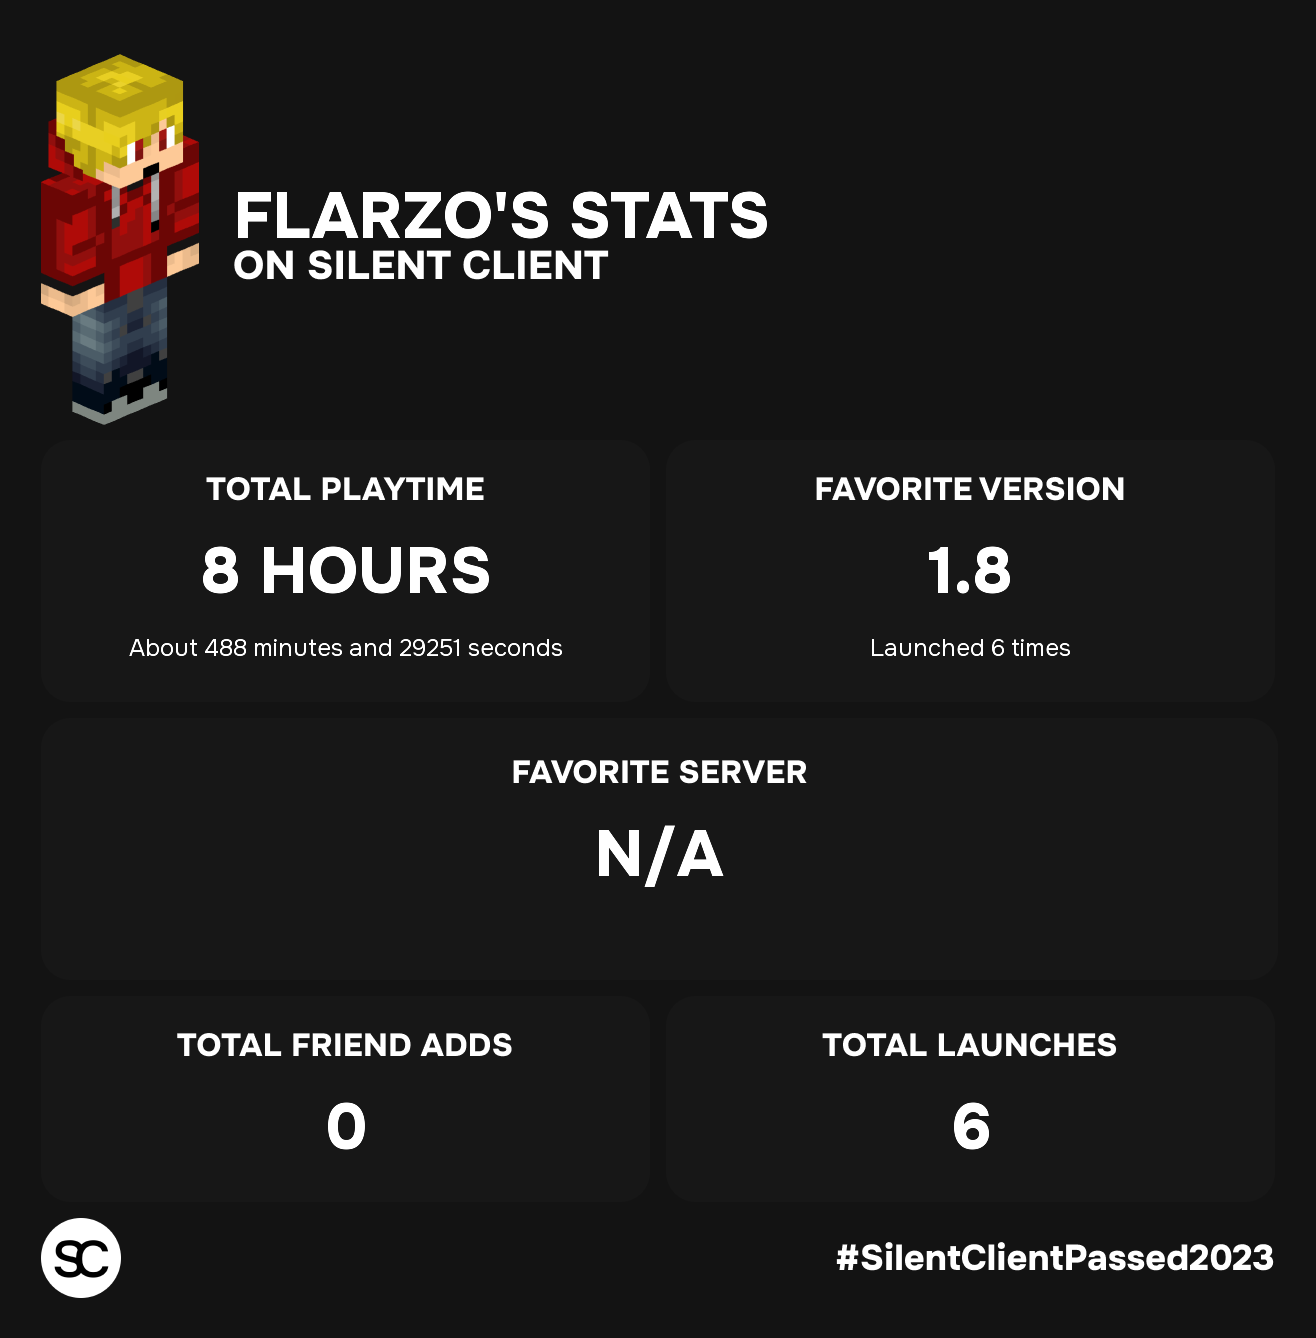 FLARZO'S STATS
ON SILENT CLIENT
TOTAL PLAYTIME
8 HOURS
About 488 minutes and 29251 seconds
FAVORITE VERSION
1.8
Launched 6 times
FAVORITE SERVER
N/A
TOTAL FRIEND ADDS
0
TOTAL LAUNCHES
6
SC
#SilentClientPassed2023